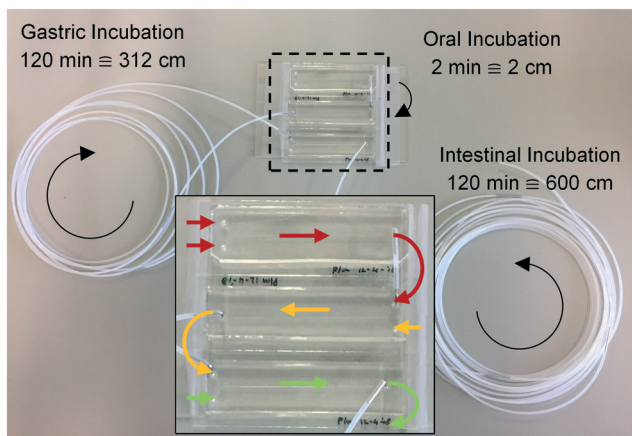 Gastric Incubation
120 min ≅ 312 cm
Oral Incubation
2 min ≅ 2 cm
Intestinal Incubation
120 min ≅ 600 cm